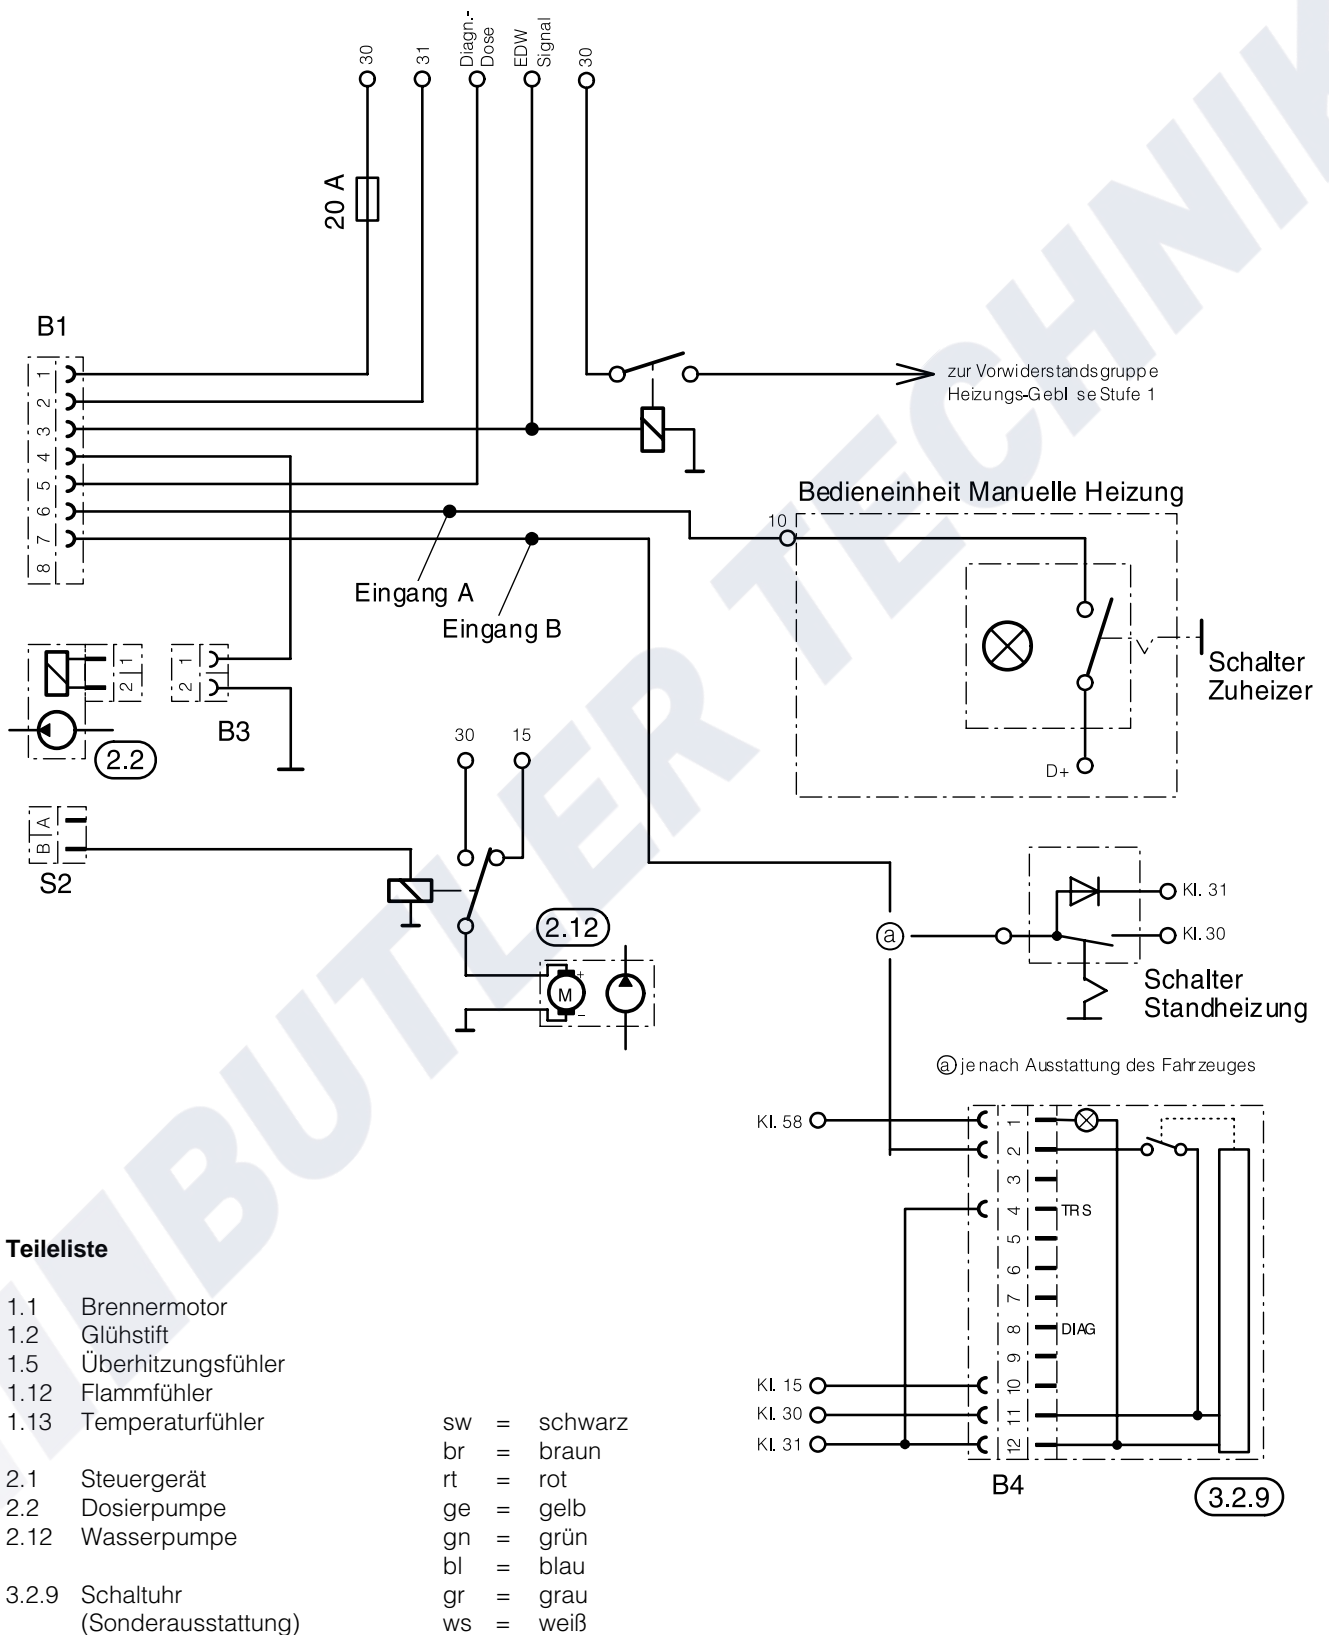 30
31
Diagn.-
Dose
EDW
Signal
30
20 A
B1
1
2
3
4
5
6
7
8
zur Vorwiderstandsgruppe
Heizungs-Gebl se Stufe 1
Bedieneinheit Manuelle Heizung
10
Eingang A
Eingang B
Schalter
Zuheizer
D+
1
2
1
2
B3
2.2
30
15
A
B
S2
2.12
M
+
−
a
Kl. 31
Kl. 30
Schalter
Standheizung
a je nach Ausstattung des Fahrzeuges
Kl. 58
1
2
3
4
TRS
5
6
7
8
DIAG
9
Kl. 15
10
Kl. 30
11
Kl. 31
12
B4
3.2.9
Teileliste
1.1 Brennermotor
1.2 Glühstift
1.5 Überhitzungsfühler
1.12 Flammfühler
1.13 Temperaturfühler
2.1 Steuergerät
2.2 Dosierpumpe
2.12 Wasserpumpe
3.2.9 Schaltuhr
(Sonderausstattung)
sw = schwarz
br = braun
rt = rot
ge = gelb
gn = grün
bl = blau
gr = grau
ws = weiß
BUTLER TECHNIK